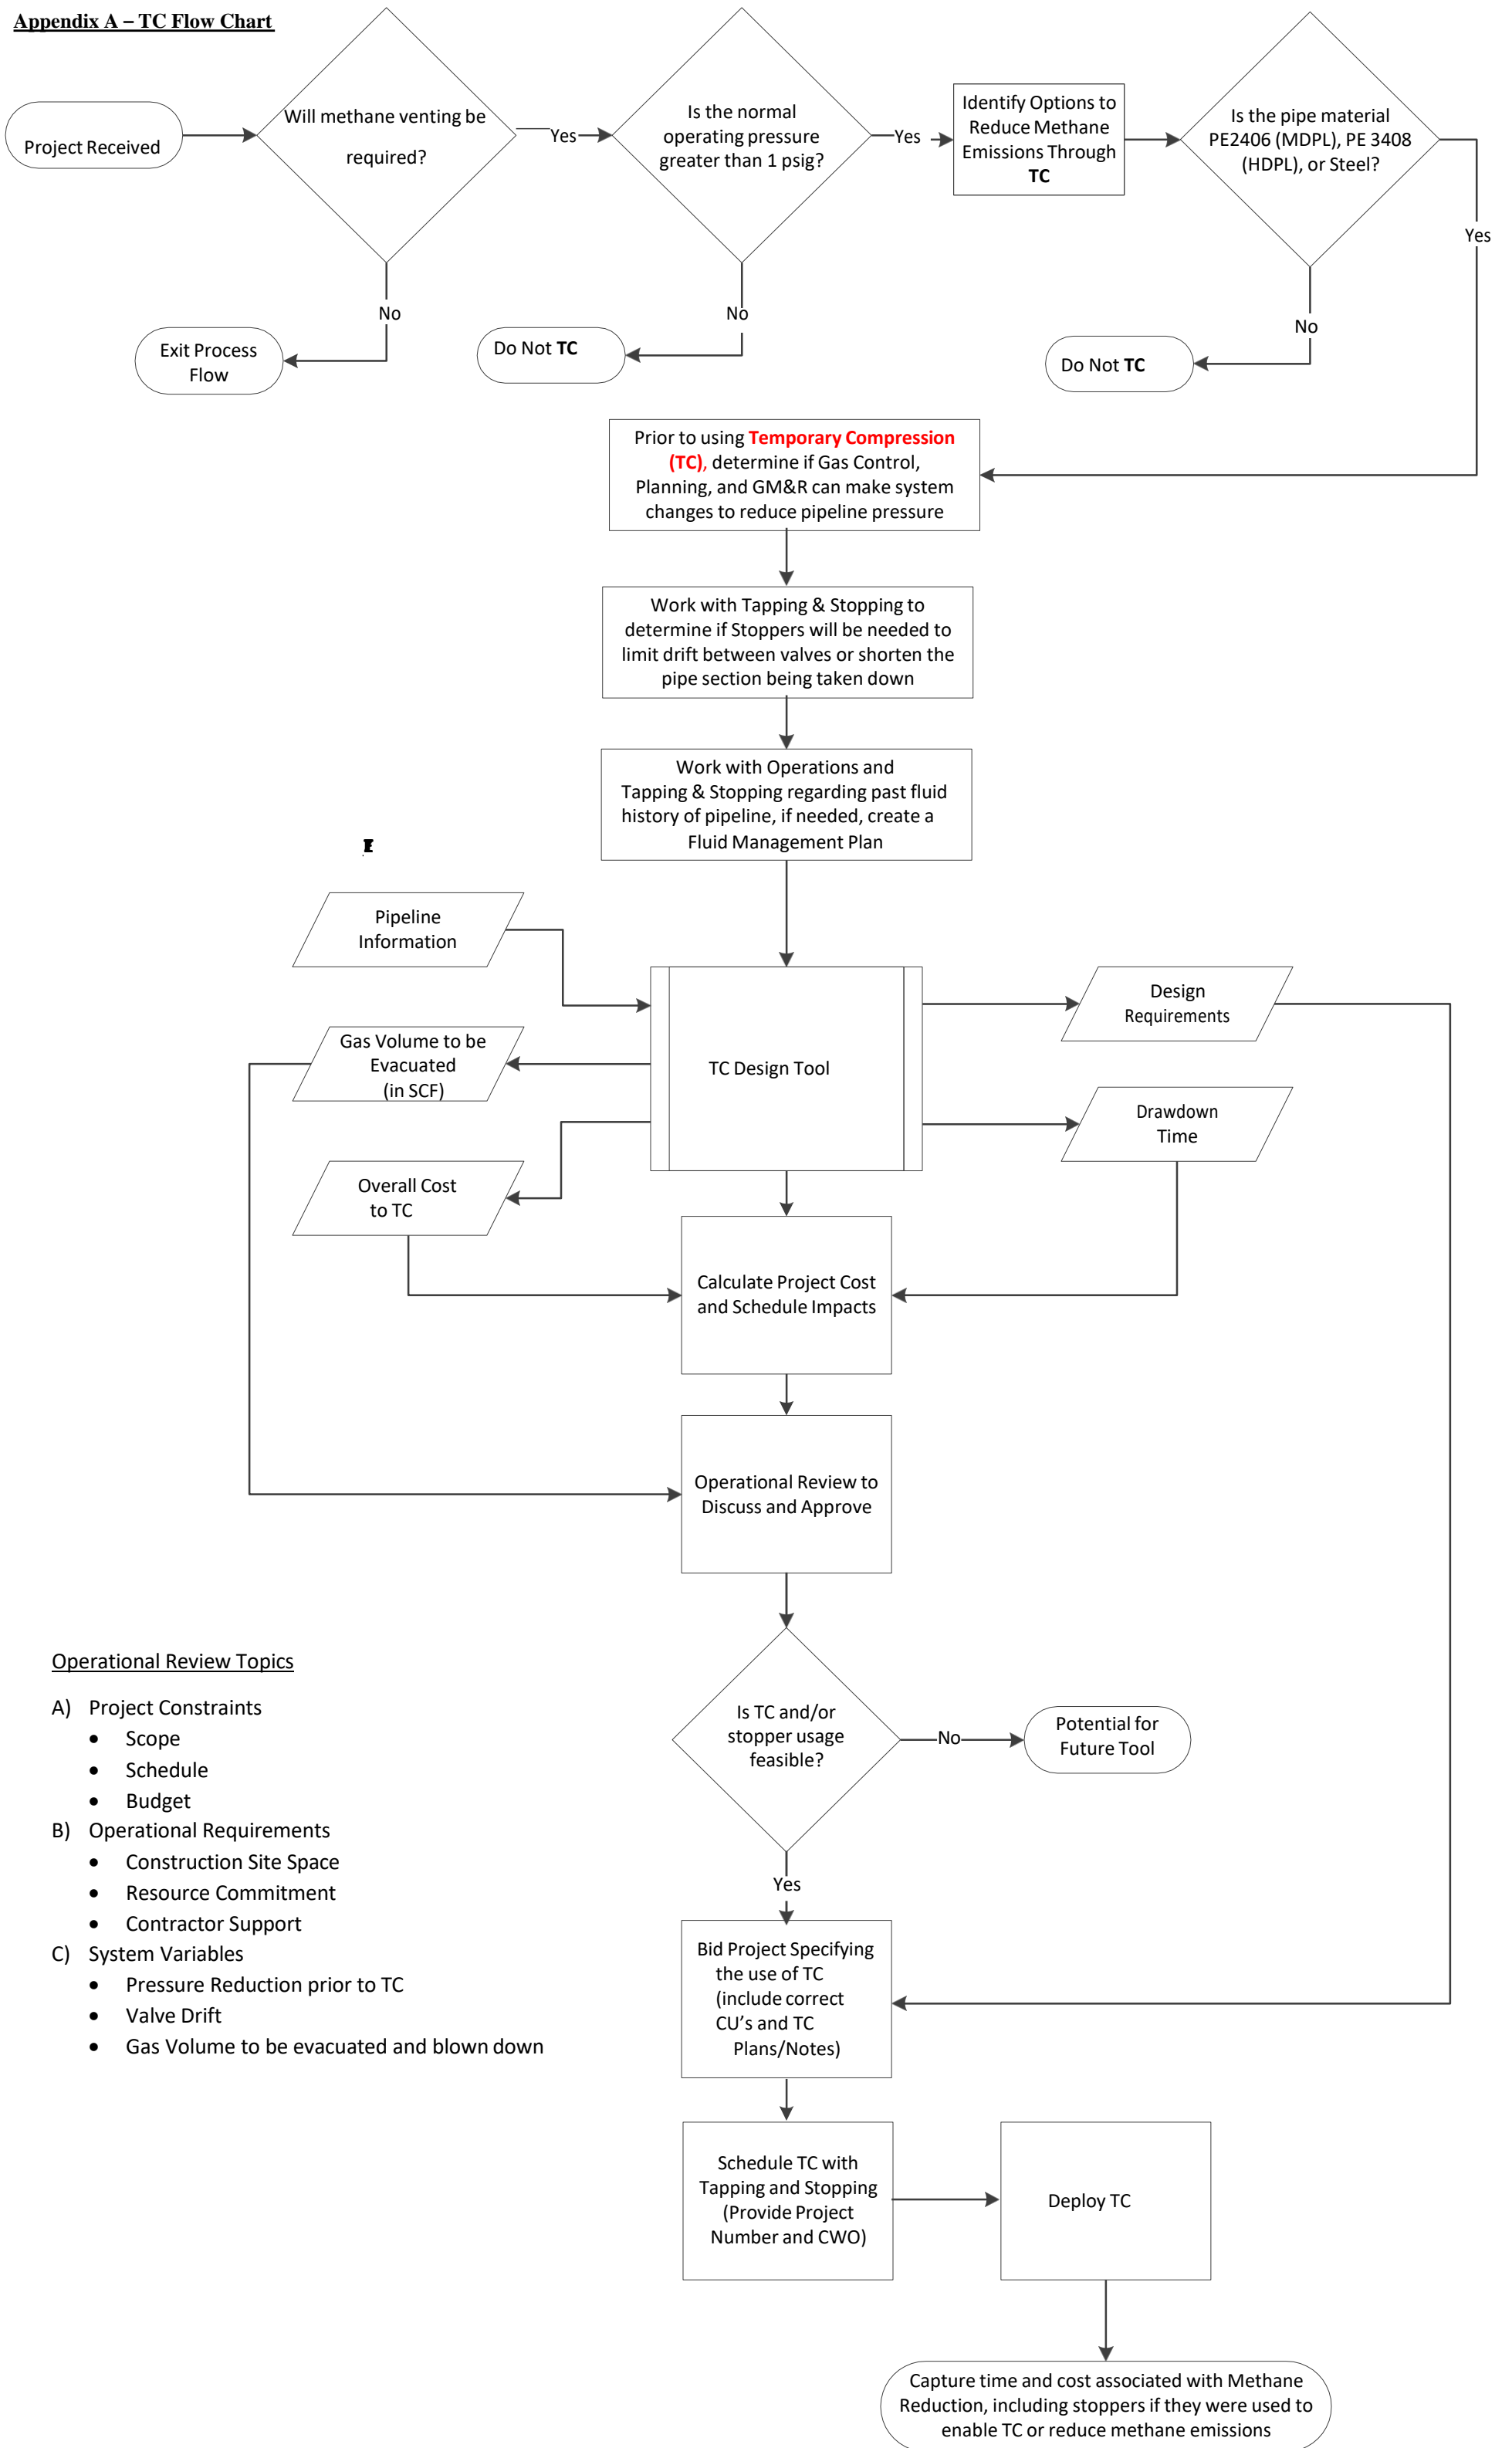 Appendix A – TC Flow Chart
Project Received
Will methane venting be
required?
Yes
No
Exit Process
Flow
Is the normal
operating pressure
greater than 1 psig?
Yes
No
Do Not TC
Identify Options to
Reduce Methane
Emissions Through
TC
Is the pipe material
PE2406 (MDPL), PE 3408
(HDPL), or Steel?
Yes
No
Do Not TC
Prior to using Temporary Compression
(TC), determine if Gas Control,
Planning, and GM&R can make system
changes to reduce pipeline pressure
Work with Tapping & Stopping to
determine if Stoppers will be needed to
limit drift between valves or shorten the
pipe section being taken down
Work with Operations and
Tapping & Stopping regarding past fluid
history of pipeline, if needed, create a
Fluid Management Plan
Pipeline
Information
Gas Volume to be
Evacuated
(in SCF)
Overall Cost
to TC
TC Design Tool
Design
Requirements
Drawdown
Time
Calculate Project Cost
and Schedule Impacts
Operational Review to
Discuss and Approve
Is TC and/or
stopper usage
feasible?
No
Potential for
Future Tool
Yes
Operational Review Topics
A) Project Constraints
• Scope
• Schedule
• Budget
B) Operational Requirements
• Construction Site Space
• Resource Commitment
• Contractor Support
C) System Variables
• Pressure Reduction prior to TC
• Valve Drift
• Gas Volume to be evacuated and blown down
Bid Project Specifying
the use of TC
(include correct
CU’s and TC
Plans/Notes)
Schedule TC with
Tapping and Stopping
(Provide Project
Number and CWO)
Deploy TC
Capture time and cost associated with Methane
Reduction, including stoppers if they were used to
enable TC or reduce methane emissions